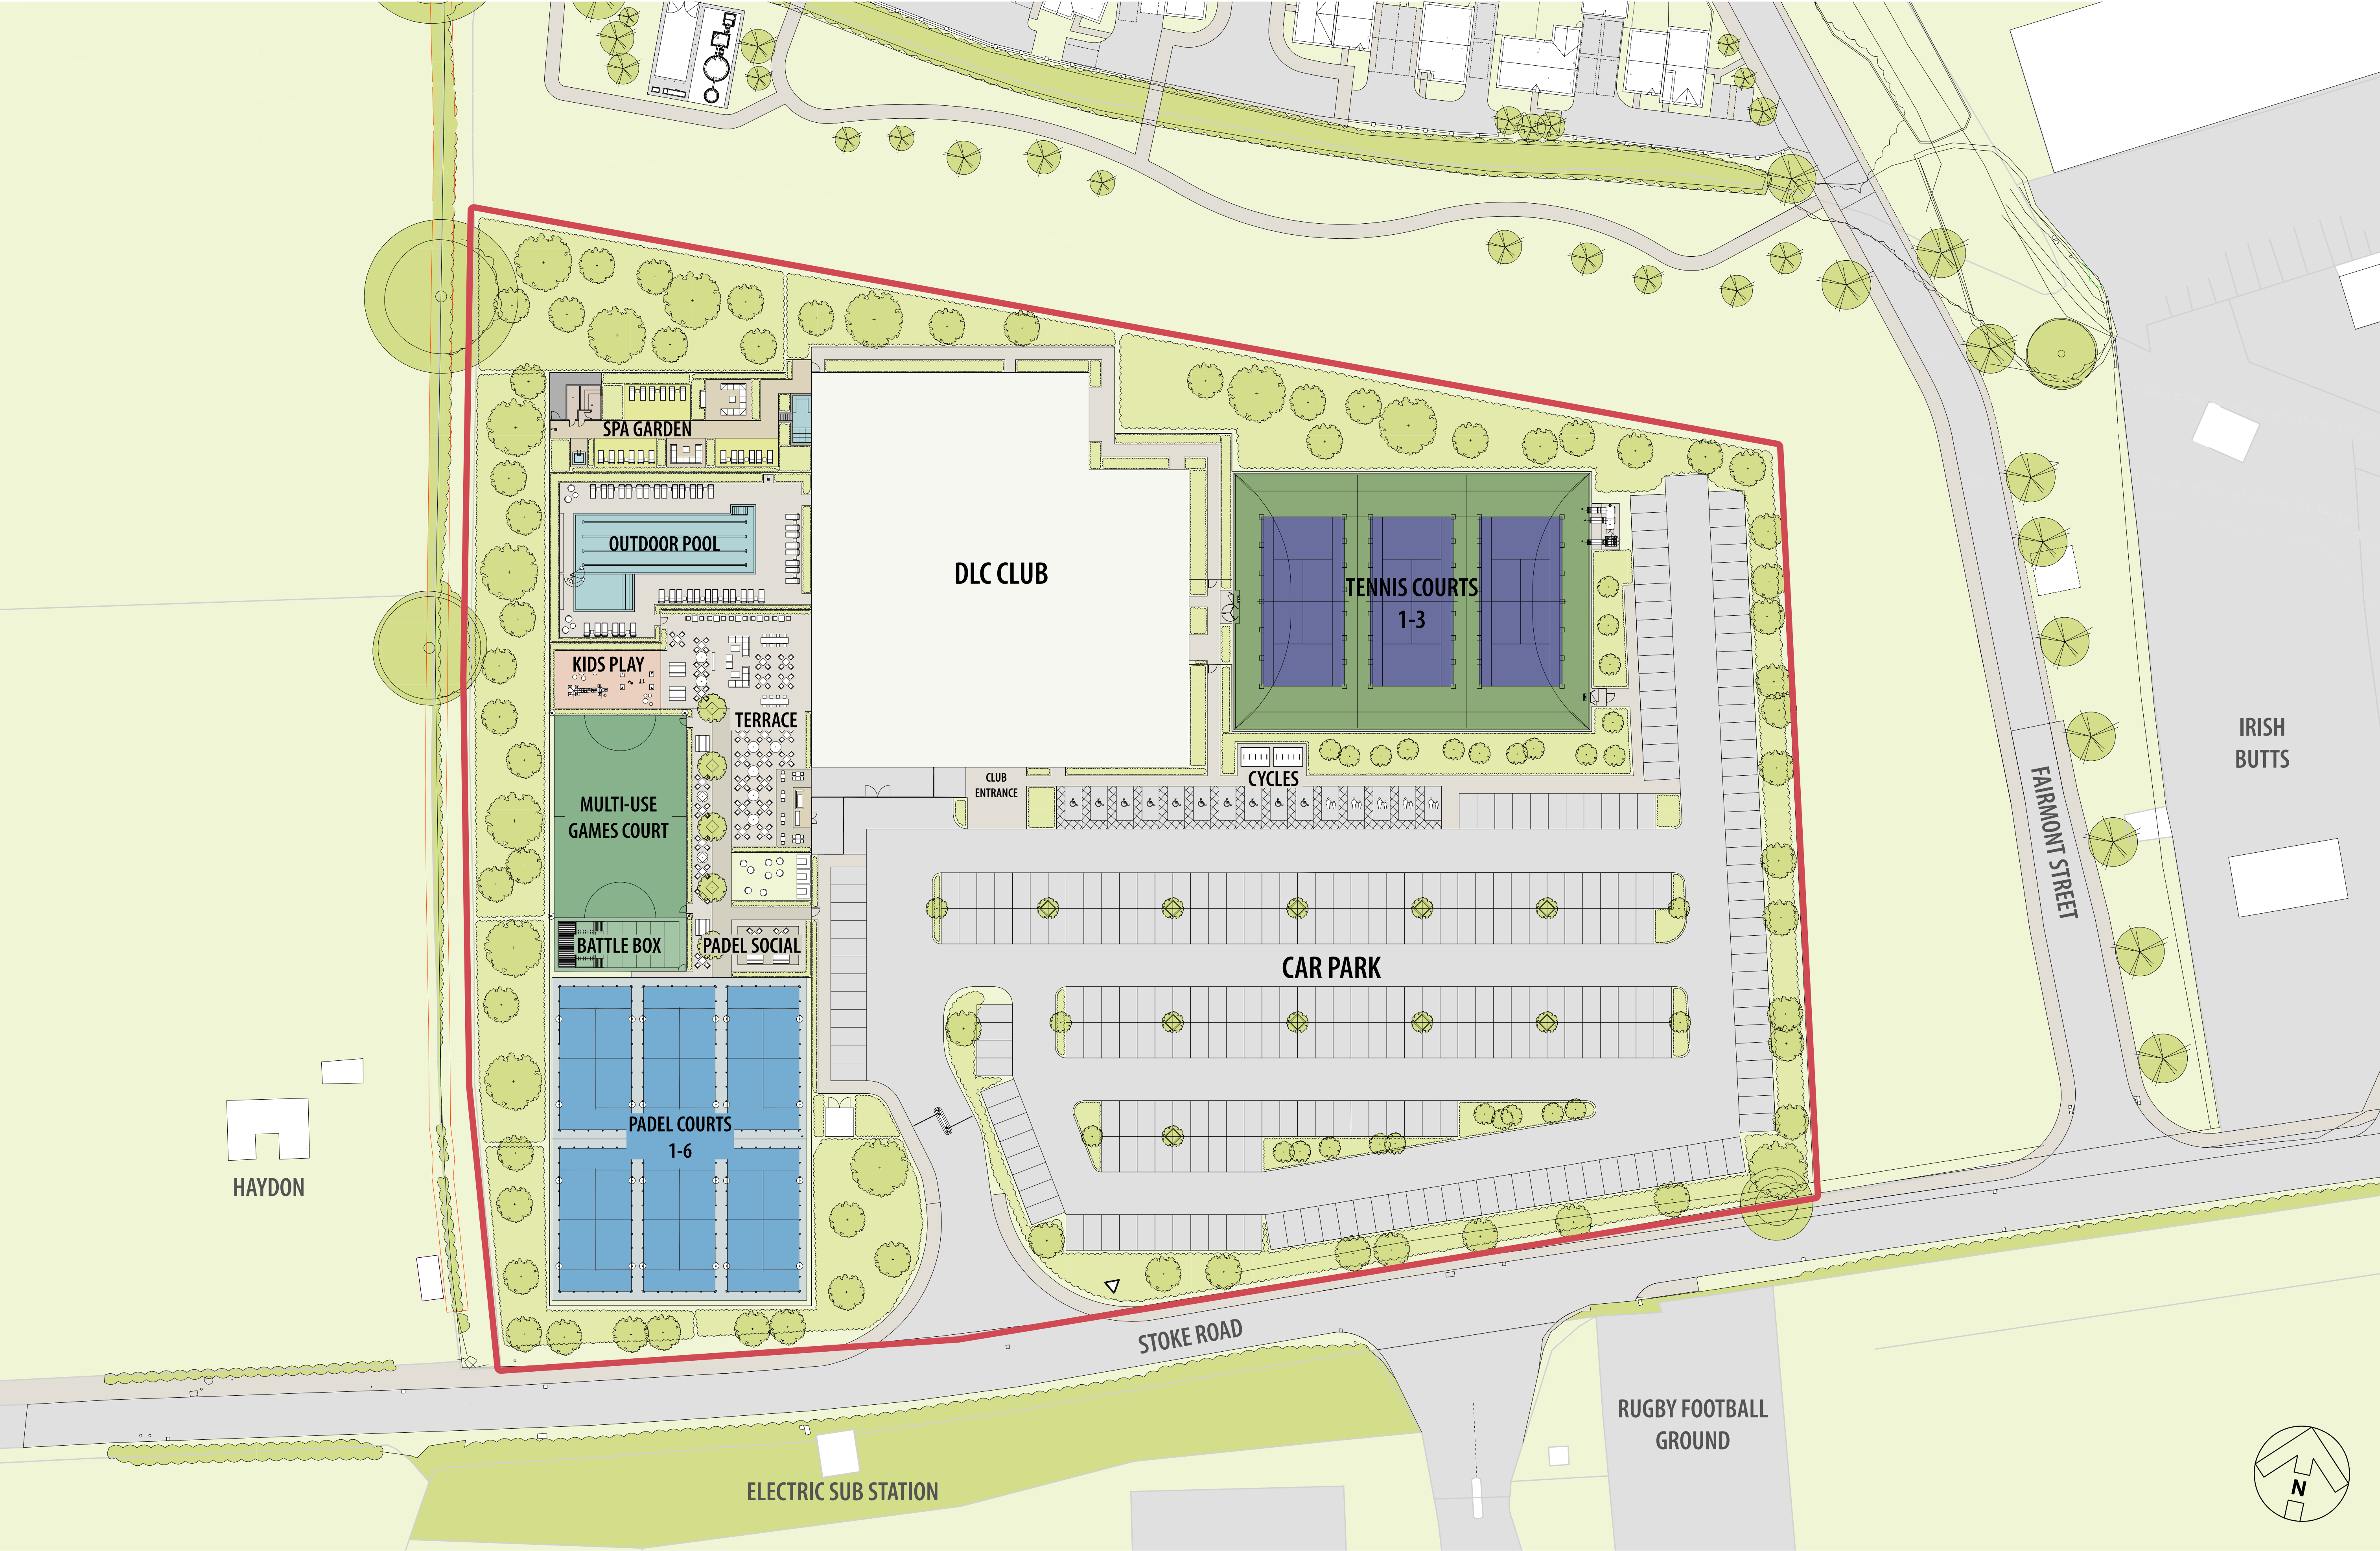 SPA GARDEN
OUTDOOR POOL
DLC CLUB
TENNIS COURTS
1-3
KIDS PLAY
TERRACE
IRISH
BUTTS
CLUB
ENTRANCE
CYCLES
MULTI-USE
GAMES COURT
FAIRMONT STREET
BATTLE BOX
PADEL SOCIAL
CAR PARK
PADEL COURTS
1-6
HAYDON
STOKE ROAD
RUGBY FOOTBALL
GROUND
ELECTRIC SUB STATION
N